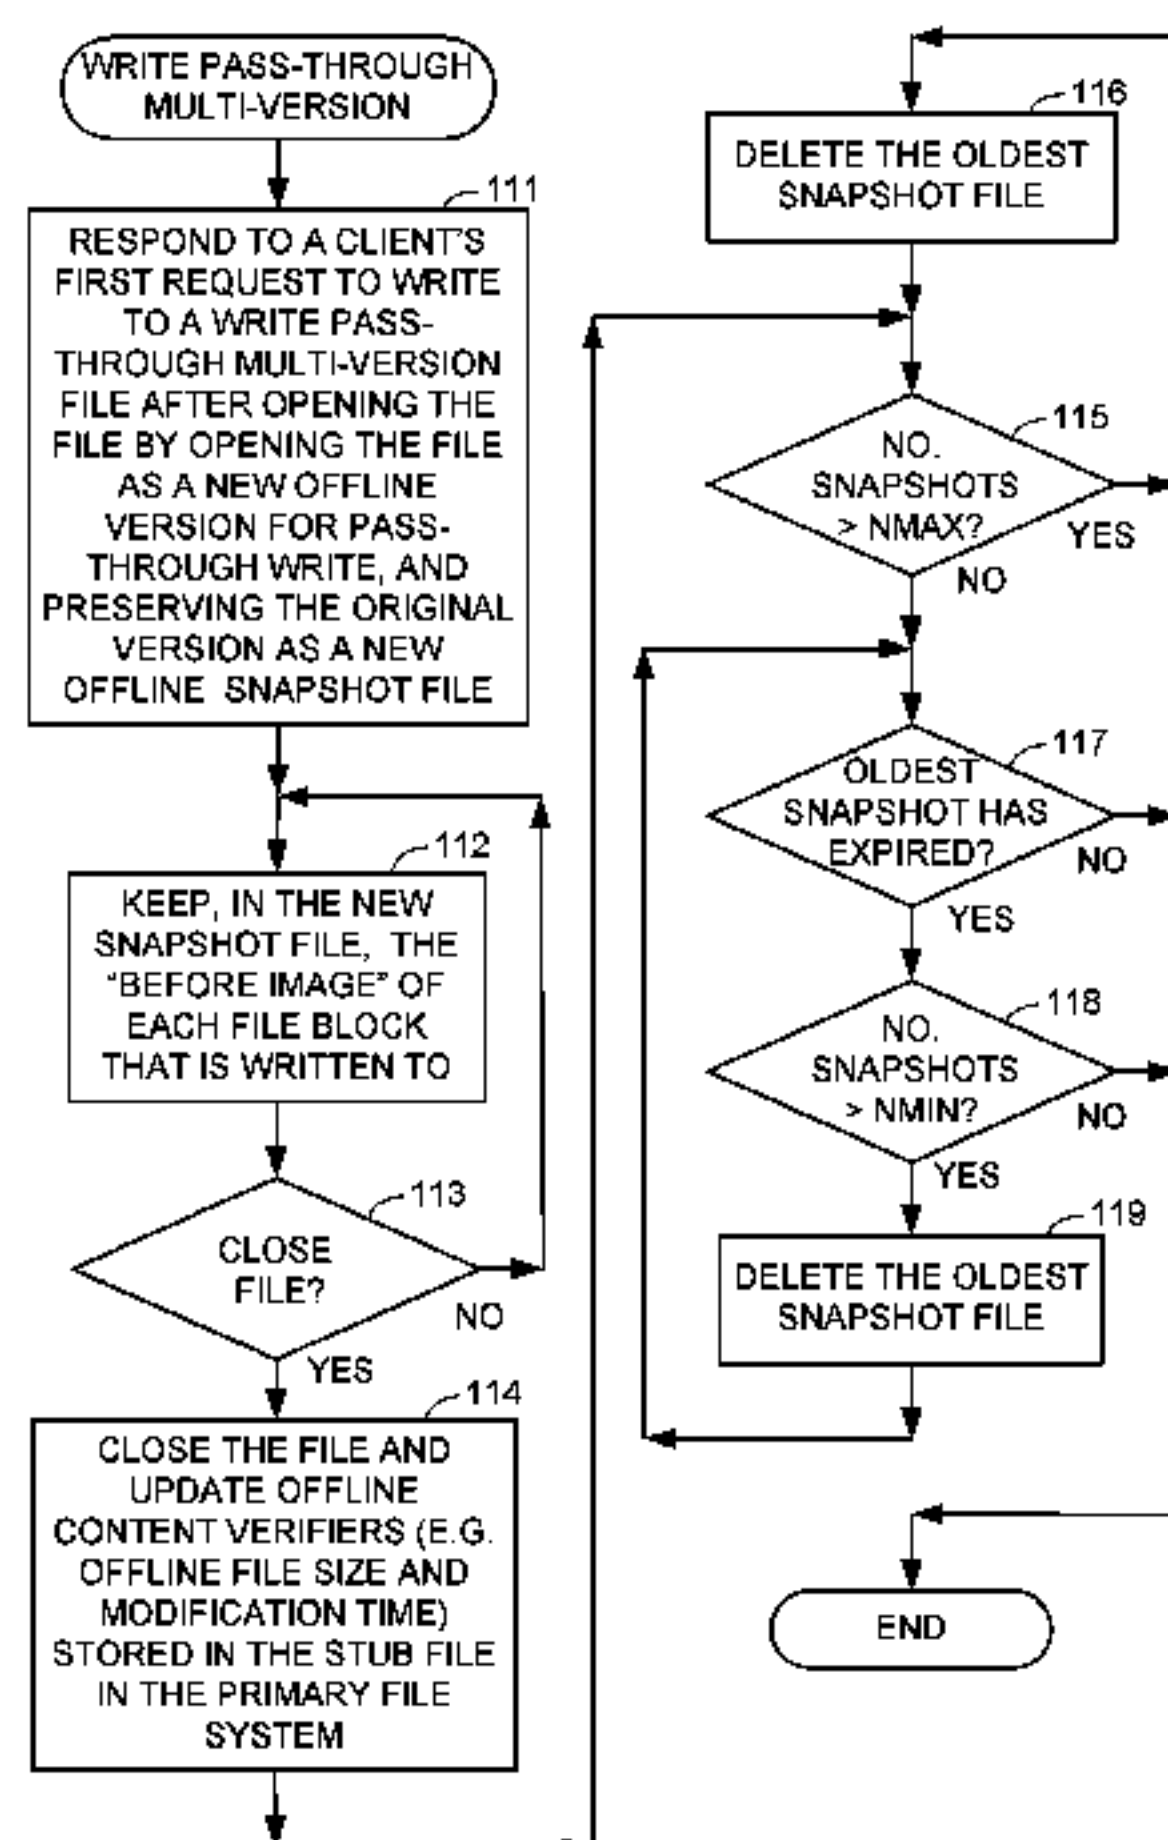 WRITE PASS-THROUGH
MULTI-VERSION
111
RESPOND TO A CLIENT'S
FIRST REQUEST TO WRITE
TO A WRITE PASS-
THROUGH MULTI-VERSION
FILE AFTER OPENING THE
FILE BY OPENING THE FILE
AS A NEW OFFLINE
VERSION FOR PASS-
THROUGH WRITE, AND
PRESERVING THE ORIGINAL
VERSION AS A NEW
OFFLINE SNAPSHOT FILE
112
KEEP, IN THE NEW
SNAPSHOT FILE, THE
"BEFORE IMAGE" OF
EACH FILE BLOCK
THAT IS WRITTEN TO
113
CLOSE
FILE?
NO
YES
114
CLOSE THE FILE AND
UPDATE OFFLINE
CONTENT VERIFIERS (E.G.
OFFLINE FILE SIZE AND
MODIFICATION TIME)
STORED IN THE STUB FILE
IN THE PRIMARY FILE
SYSTEM
116
DELETE THE OLDEST
SNAPSHOT FILE
115
NO.
SNAPSHOTS
> NMAX?
YES
NO
117
OLDEST
SNAPSHOT HAS
EXPIRED?
NO
YES
118
NO.
SNAPSHOTS
> NMIN?
NO
YES
119
DELETE THE OLDEST
SNAPSHOT FILE
END